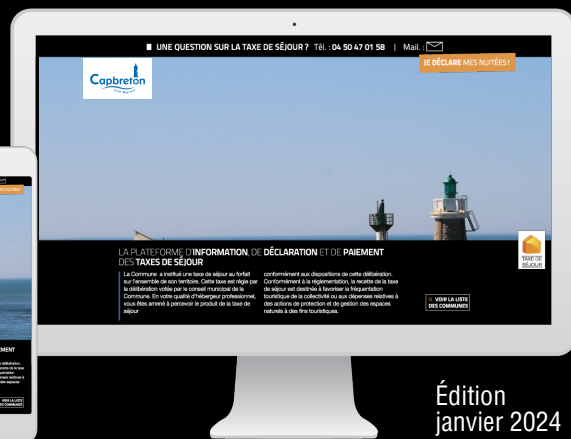 UNE QUESTION SUR LA TAXE DE SÉJOUR ? Tél. : 04 50 47 01 58 | Mail. :
JE DÉCLARE MES NUITÉES !
Capbreton
LA PLATEFORME D'INFORMATION, DE DÉCLARATION ET DE PAIEMENT
DES TAXES DE SÉJOUR
La Commune a institué une taxe de séjour au forfait
sur l'ensemble de son territoire. Cette taxe est régie par
la délibération votée par le conseil municipal de la
Commune. En votre qualité d'hébergeur professionnel,
vous êtes amené à percevoir le produit de la taxe de
séjour
conformément aux dispositions de cette délibération.
Conformément à la réglementation, la recette de la taxe
de séjour est destinée à favoriser la fréquentation
touristique de la collectivité ou aux dépenses relatives à
des actions de protection et de gestion des espaces
naturels à des fins touristiques.
TAXE DE
SÉJOUR
VOIR LA LISTE
DES COMMUNES
EMENT
VOIR LA LISTE
DES COMMUNES
Édition
janvier 2024